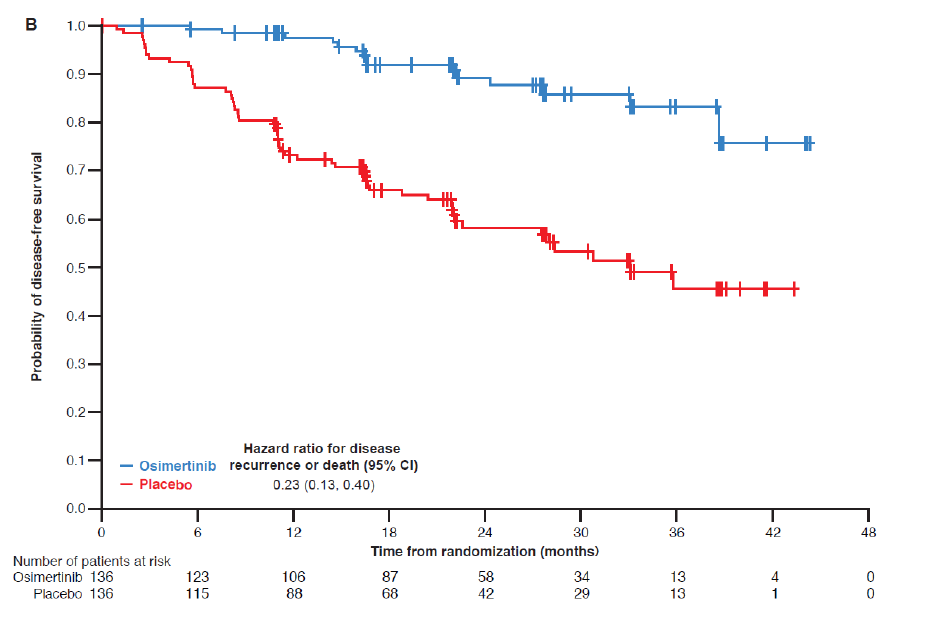 B
Probability of disease-free survival
1.0
0.9
0.8
0.7
0.6
0.5
0.4
0.3
0.2
0.1
0.0
Hazard ratio for disease
recurrence or death (95% CI)
Osimertinib
Placebo 0.23 (0.13, 0.40)
0 6 12 18 24 30 36 42 48
Time from randomization (months)
Number of patients at risk
Osimertinib 136 123 106 87 58 34 13 4 0
Placebo 136 115 88 68 42 29 13 1 0